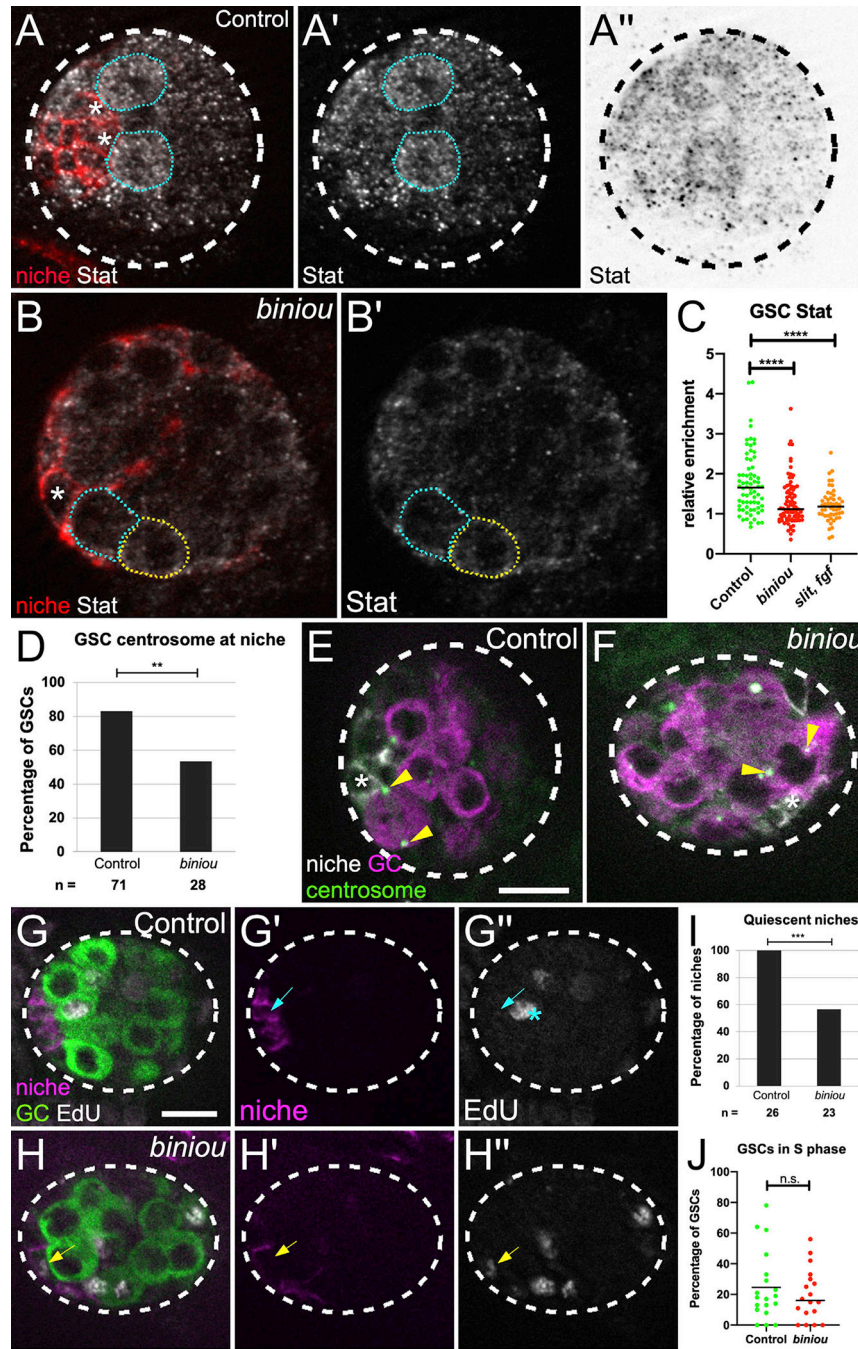 A
Control
niche Stat
A'
Stat
A''
Stat
B
biniou
niche Stat
B'
Stat
C
GSC Stat
****
****
relative enrichment
5
4
3
2
1
0
Control
biniou
slit, fgf
D
GSC centrosome at niche
**
Percentage of GSCs
100
80
60
40
20
0
Control
biniou
n =
71
28
E
Control
*
niche GC
centrosome
F
biniou
*
G
Control
niche
GC EdU
G'
niche
G''
*
EdU
H
biniou
H'
H''
I
Quiescent niches
***
Percentage of niches
100
80
60
40
20
0
Control
biniou
n =
26
23
J
GSCs in S phase
n.s.
Percentage of GSCs
100
80
60
40
20
0
Control
biniou